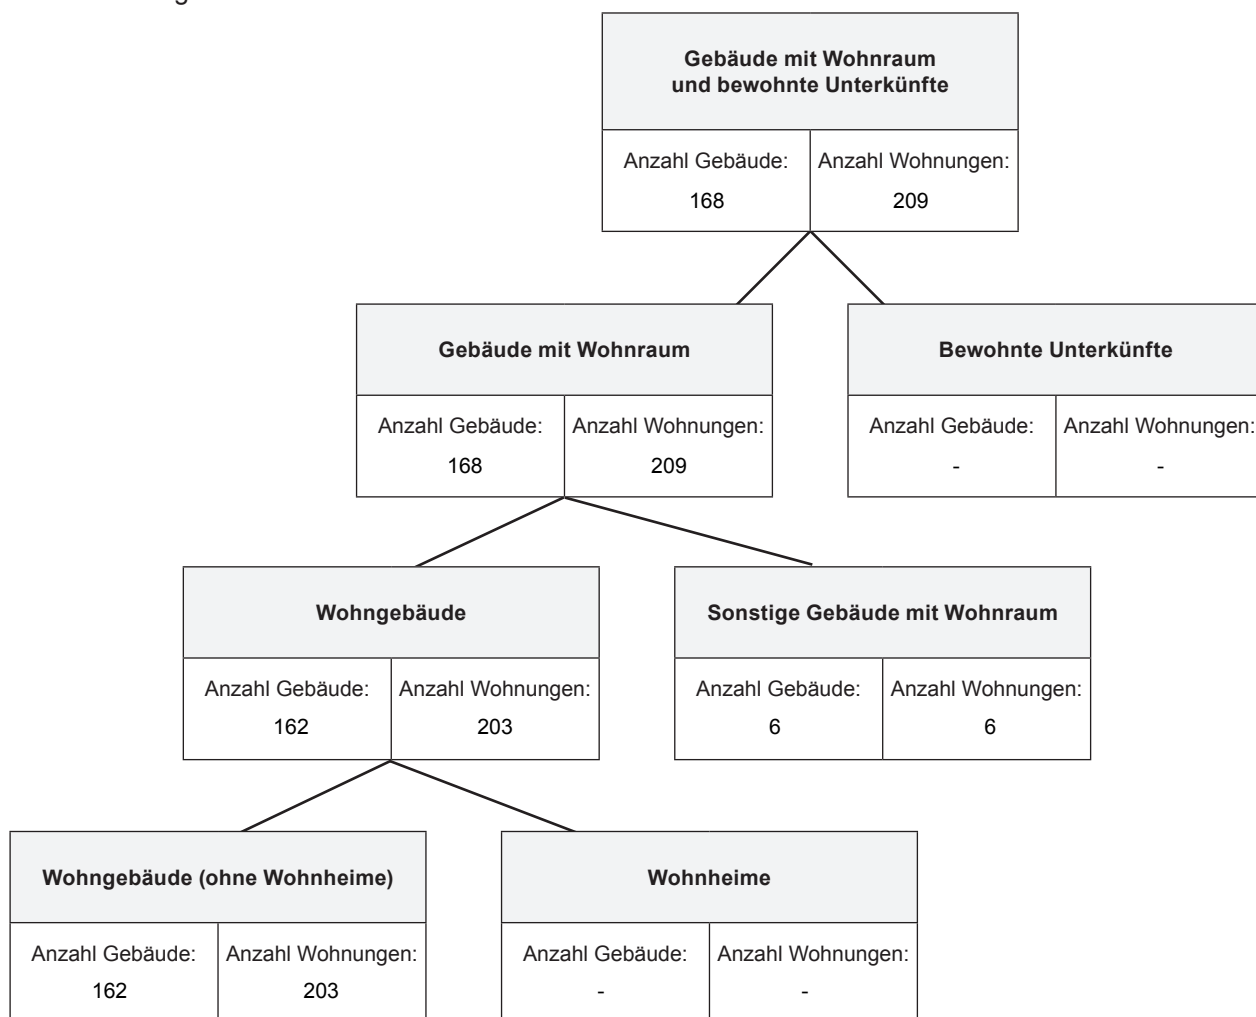 Gebäude mit Wohnraum
und bewohnte Unterkünfte
Anzahl Gebäude: Anzahl Wohnungen:
168 209
Gebäude mit Wohnraum
Anzahl Gebäude: Anzahl Wohnungen:
168 209
Bewohnte Unterkünfte
Anzahl Gebäude: Anzahl Wohnungen:
- -
Wohngebäude
Anzahl Gebäude: Anzahl Wohnungen:
162 203
Sonstige Gebäude mit Wohnraum
Anzahl Gebäude: Anzahl Wohnungen:
6 6
Wohngebäude (ohne Wohnheime)
Anzahl Gebäude: Anzahl Wohnungen:
162 203
Wohnheime
Anzahl Gebäude: Anzahl Wohnungen:
- -